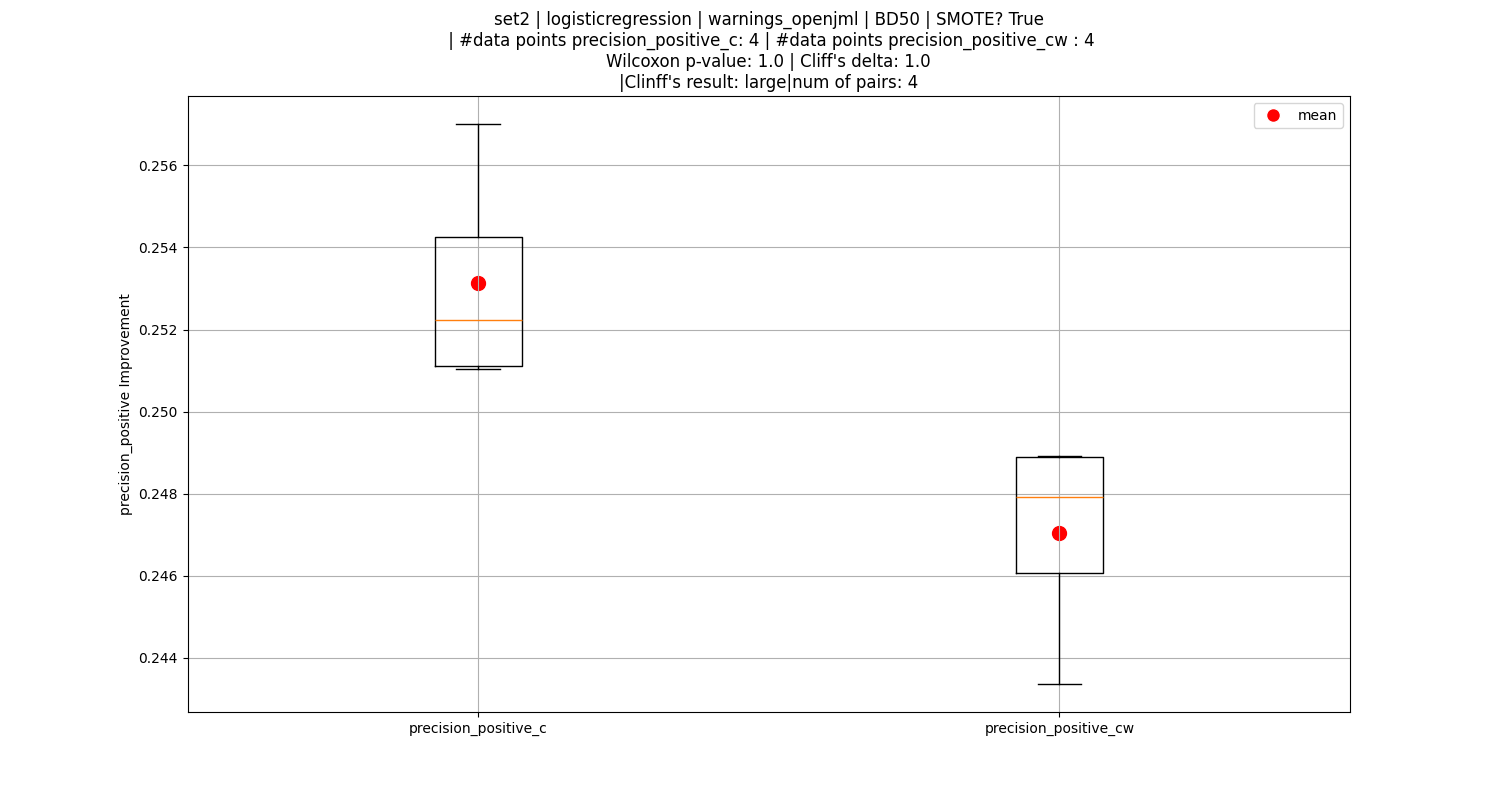 set2 | logisticregression | warnings_openjml | BD50 | SMOTE? True
| #data points precision_positive_c: 4 | #data points precision_positive_cw : 4
Wilcoxon p-value: 1.0 | Cliff's delta: 1.0
|Clinff's result: large|num of pairs: 4
mean
0.256
0.254
0.252
0.250
0.248
0.246
0.244
precision_positive Improvement
precision_positive_c
precision_positive_cw